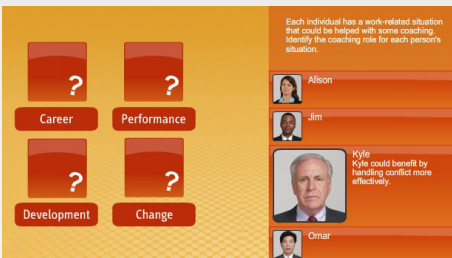 Each individual has a work-related situation
that could be helped with some coaching.
Identify the coaching role for each person's
situation.
?
?
Career
Performance
?
?
Development
Change
Alison
Jim
Kyle
Kyle could benefit by
handling conflict more
effectively.
Omar